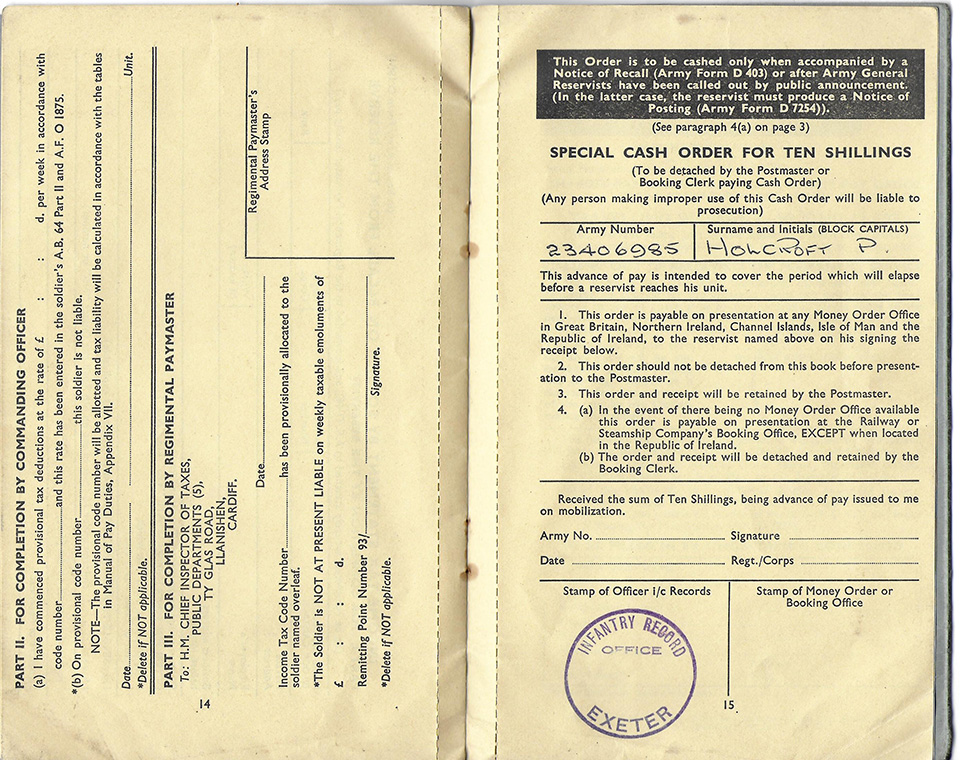 PART II. FOR COMPLETION BY COMMANDING OFFICER
(a) I have commenced provisional tax deductions at the rate of £ : : d. per week in accordance with
code number and this rate has been entered in the soldier's A.B. 64 Part II and A.F. O 1875.
*(b) On provisional code number this soldier is not liable.
NOTE—The provisional code number will be allotted and tax liability will be calculated in accordance with the tables
in Manual of Pay Duties, Appendix VII.
Date Unit.
*Delete if NOT applicable.
PART III. FOR COMPLETION BY REGIMENTAL PAYMASTER
To: H.M. CHIEF INSPECTOR OF TAXES,
PUBLIC DEPARTMENTS (5),
TY GLAS ROAD,
LLANISHEN,
CARDIFF.
Regimental Paymaster's
Address Stamp
Date
Income Tax Code Number has been provisionally allocated to the
soldier named overleaf.
*The Soldier is NOT AT PRESENT LIABLE on weekly taxable emoluments of
£ : : d.
Remitting Point Number 93/ Signature.
*Delete if NOT applicable.
14
This Order is to be cashed only when accompanied by a
Notice of Recall (Army Form D 403) or after Army General
Reservists have been called out by public announcement.
(In the latter case, the reservist must produce a Notice of
Posting (Army Form D 7254)).
(See paragraph 4(a) on page 3)
SPECIAL CASH ORDER FOR TEN SHILLINGS
(To be detached by the Postmaster or
Booking Clerk paying Cash Order)
(Any person making improper use of this Cash Order will be liable to
prosecution)
Army Number Surname and Initials (BLOCK CAPITALS)
23406985 HOLCROFT P.
This advance of pay is intended to cover the period which will elapse
before a reservist reaches his unit.
1. This order is payable on presentation at any Money Order Office
in Great Britain, Northern Ireland, Channel Islands, Isle of Man and the
Republic of Ireland, to the reservist named above on his signing the
receipt below.
2. This order should not be detached from this book before present-
ation to the Postmaster.
3. This order and receipt will be retained by the Postmaster.
4. (a) In the event of there being no Money Order Office available
this order is payable on presentation at the Railway or
Steamship Company's Booking Office, EXCEPT when located
in the Republic of Ireland.
(b) The order and receipt will be detached and retained by the
Booking Clerk.
Received the sum of Ten Shillings, being advance of pay issued to me
on mobilization.
Army No. Signature
Date Regt./Corps
Stamp of Officer i/c Records
Stamp of Money Order or
Booking Office
INFANTRY RECORD
OFFICE
EXETER
15